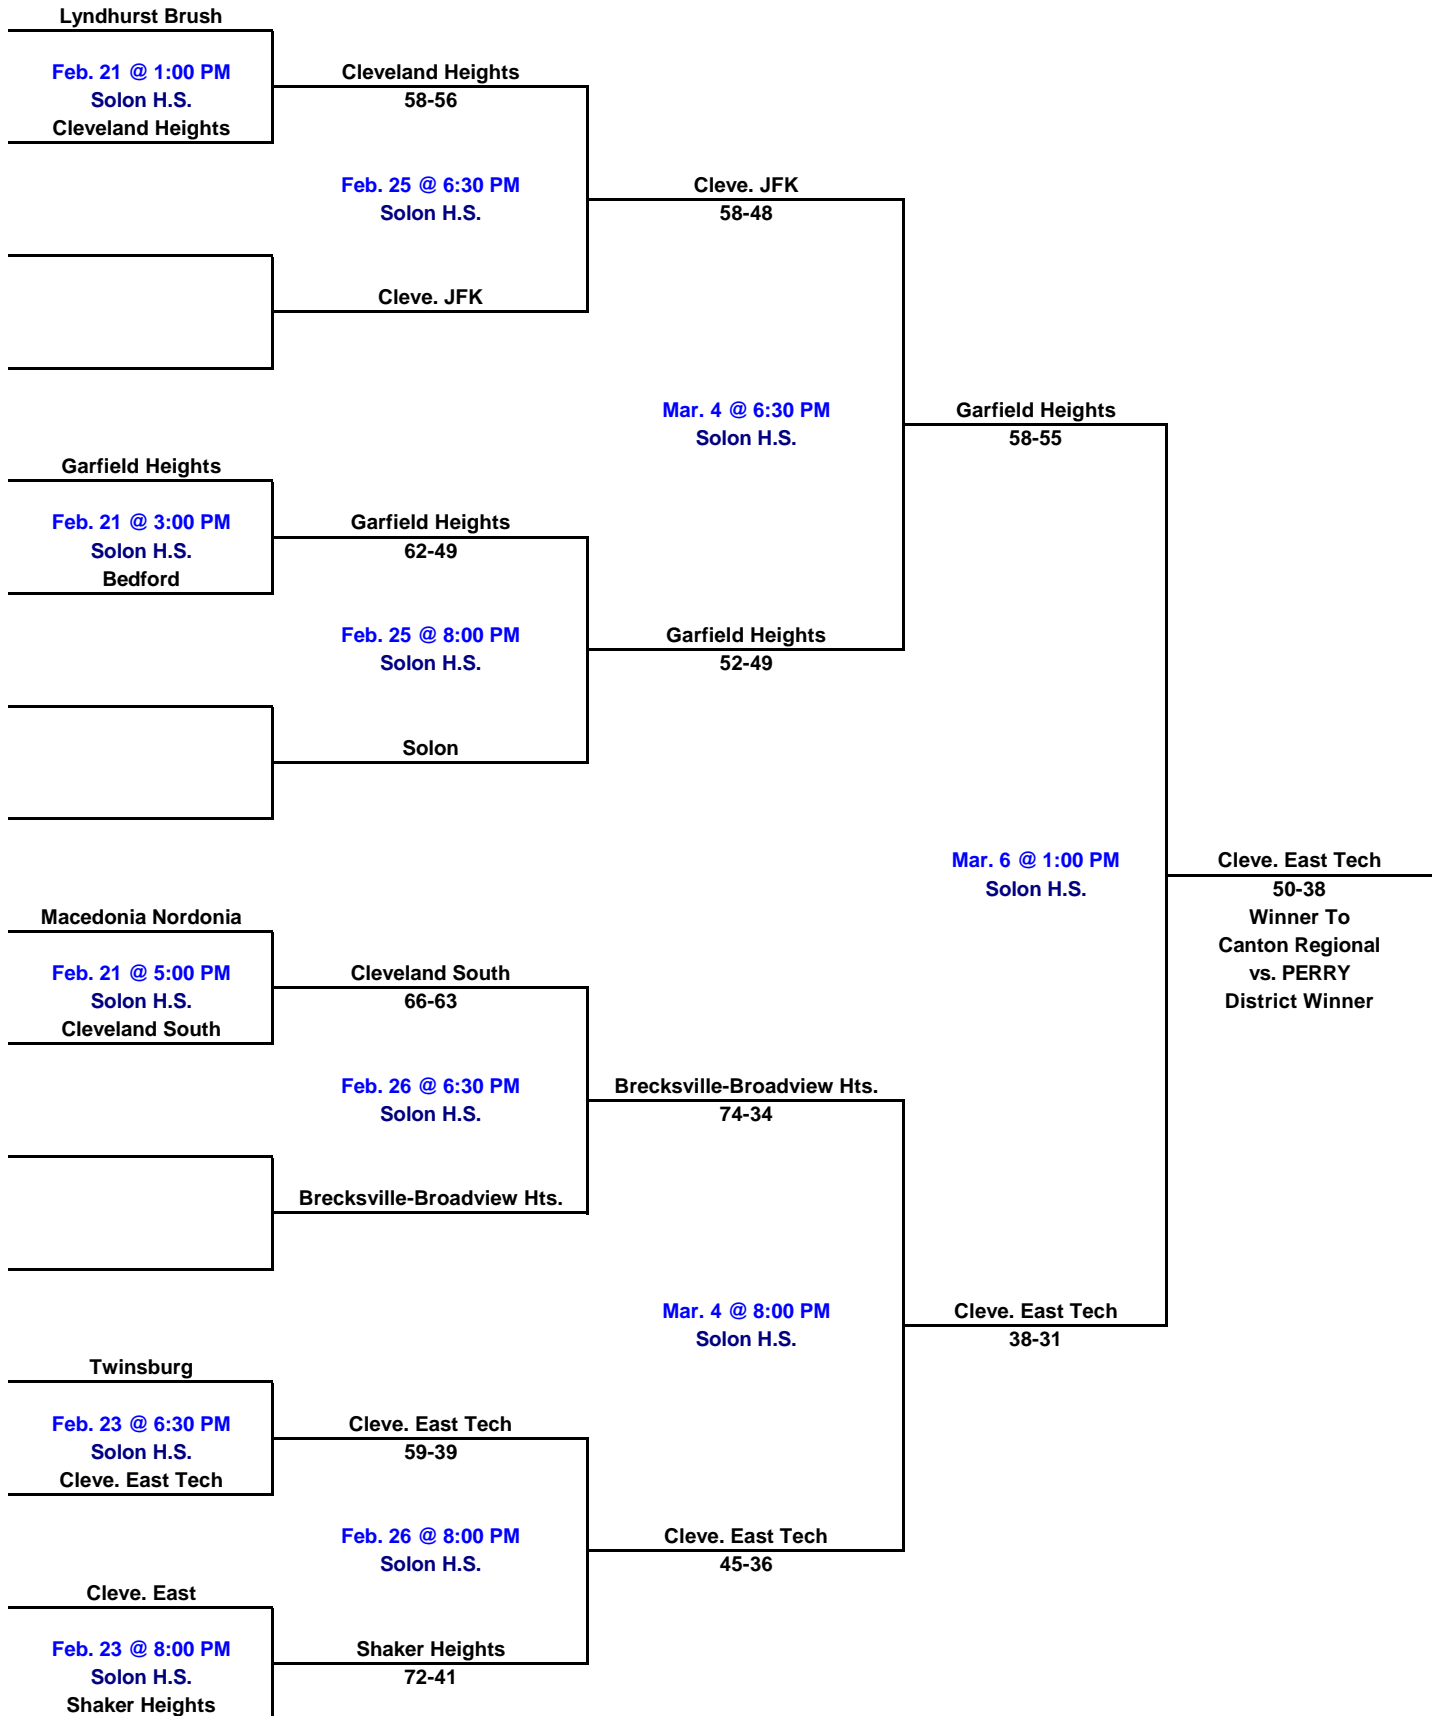 Lyndhurst Brush
Feb. 21 @ 1:00 PM
Solon H.S.
Cleveland Heights
Cleveland Heights
58-56
Feb. 25 @ 6:30 PM
Solon H.S.
Cleve. JFK
Cleve. JFK
58-48
Mar. 4 @ 6:30 PM
Solon H.S.
Garfield Heights
58-55
Garfield Heights
Feb. 21 @ 3:00 PM
Solon H.S.
Bedford
Garfield Heights
62-49
Feb. 25 @ 8:00 PM
Solon H.S.
Garfield Heights
52-49
Solon
Mar. 6 @ 1:00 PM
Solon H.S.
Cleve. East Tech
50-38
Winner To
Canton Regional
vs. PERRY
District Winner
Macedonia Nordonia
Feb. 21 @ 5:00 PM
Solon H.S.
Cleveland South
Cleveland South
66-63
Feb. 26 @ 6:30 PM
Solon H.S.
Brecksville-Broadview Hts.
74-34
Brecksville-Broadview Hts.
Mar. 4 @ 8:00 PM
Solon H.S.
Cleve. East Tech
38-31
Twinsburg
Feb. 23 @ 6:30 PM
Solon H.S.
Cleve. East Tech
Cleve. East Tech
59-39
Feb. 26 @ 8:00 PM
Solon H.S.
Cleve. East Tech
45-36
Cleve. East
Feb. 23 @ 8:00 PM
Solon H.S.
Shaker Heights
Shaker Heights
72-41